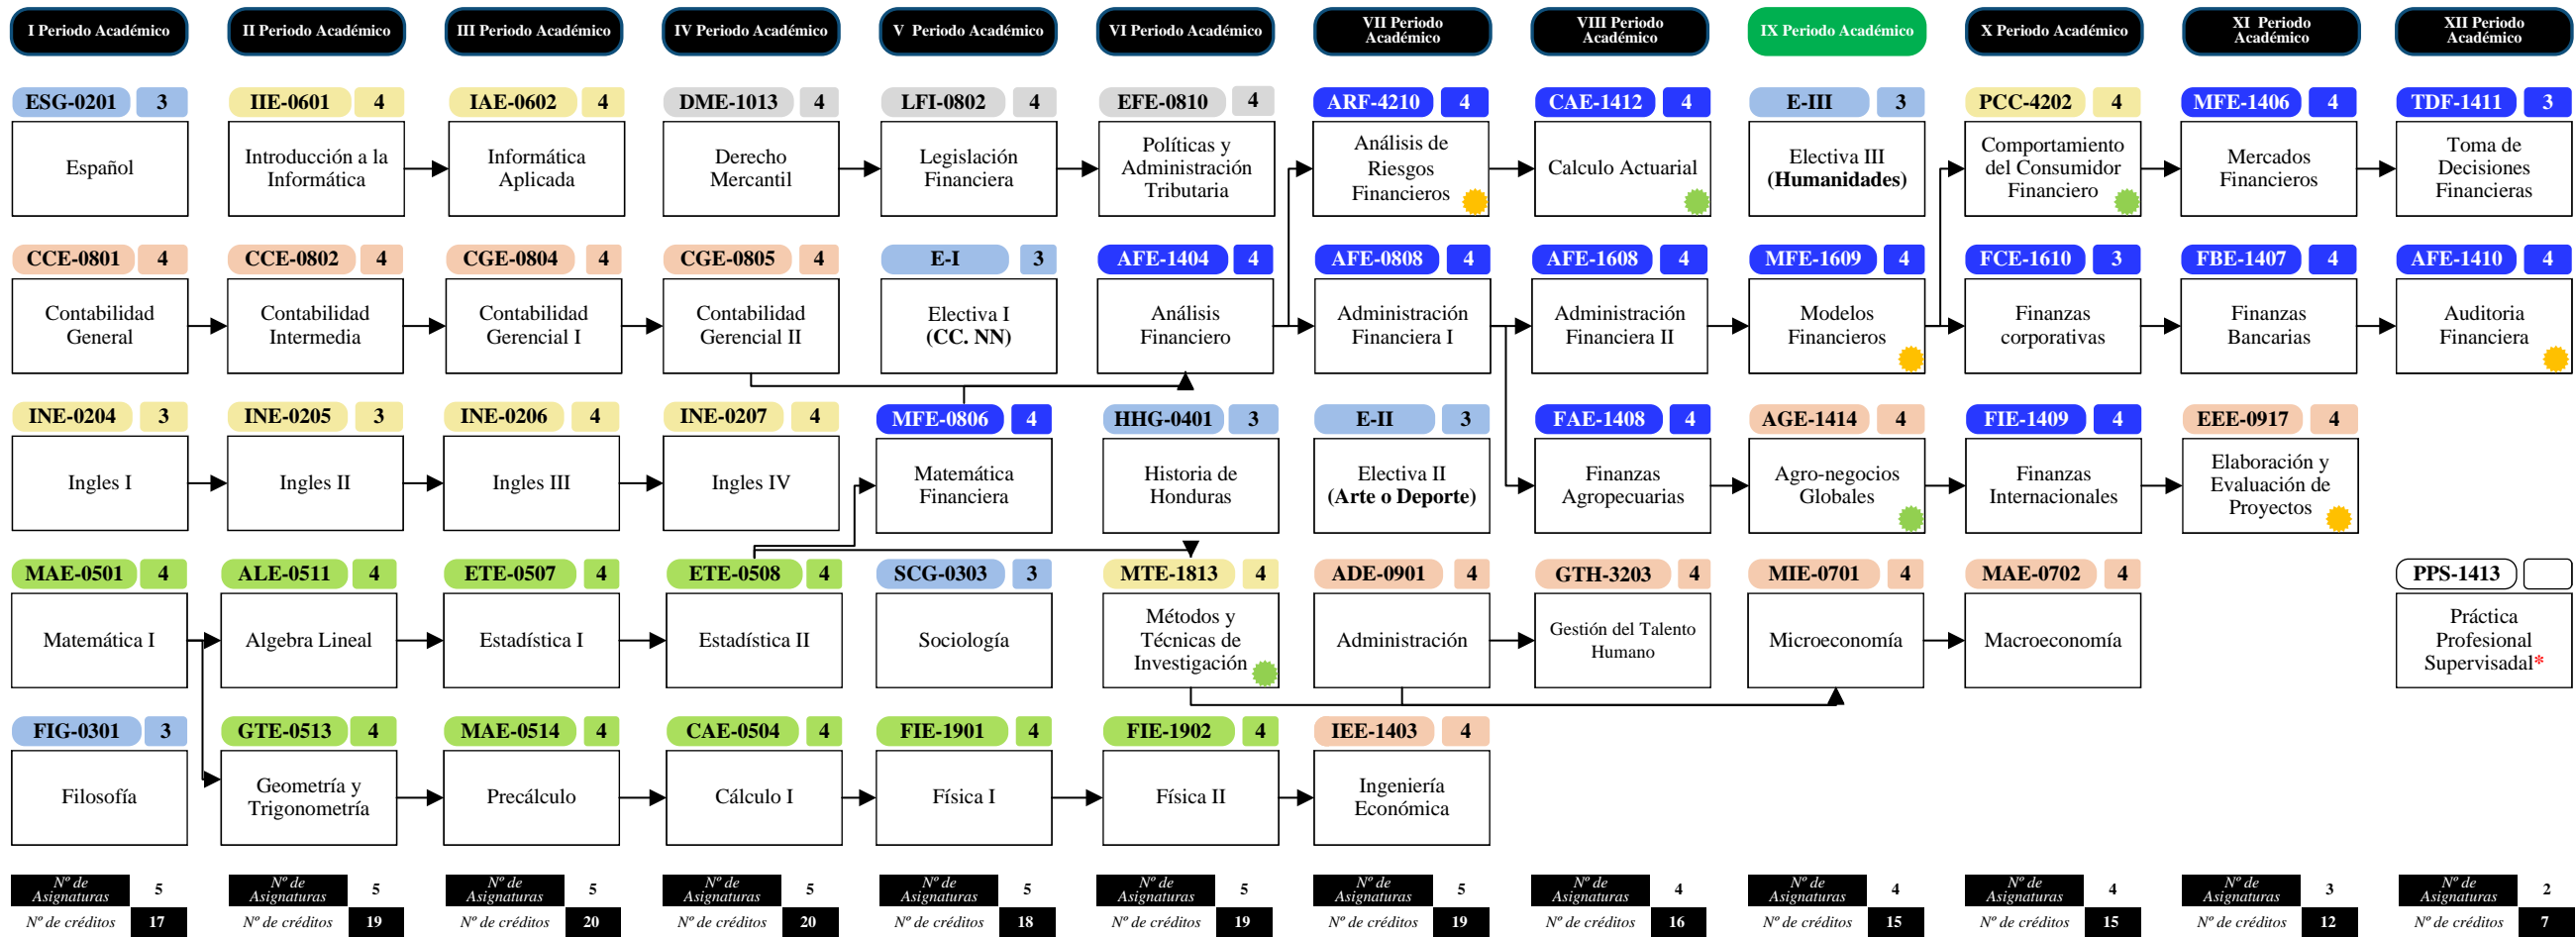 I Periodo Académico
II Periodo Académico
III Periodo Académico
IV Periodo Académico
V Periodo Académico
VI Periodo Académico
VII Periodo
Académico
VIII Periodo
Académico
IX Periodo Académico
X Periodo Académico
XI Periodo
Académico
XII Periodo
Académico
ESG-0201 3
IIE-0601 4
IAE-0602 4
DME-1013 4
LFI-0802 4
EFE-0810 4
ARF-4210 4
CAE-1412 4
E-III 3
PCC-4202 4
MFE-1406 4
TDF-1411 3
Español
Introducción a la
Informática
Informática
Aplicada
Derecho
Mercantil
Legislación
Financiera
Políticas y
Administración
Tributaria
Análisis de
Riesgos
Financieros
Calculo Actuarial
Electiva III
(Humanidades)
Comportamiento
del Consumidor
Financiero
Mercados
Financieros
Toma de
Decisiones
Financieras
CCE-0801 4
CCE-0802 4
CGE-0804 4
CGE-0805 4
E-I 3
AFE-1404 4
AFE-0808 4
AFE-1608 4
MFE-1609 4
FCE-1610 3
FBE-1407 4
AFE-1410 4
Contabilidad
General
Contabilidad
Intermedia
Contabilidad
Gerencial I
Contabilidad
Gerencial II
Electiva I
(CC. NN)
Análisis
Financiero
Administración
Financiera I
Administración
Financiera II
Modelos
Financieros
Finanzas
corporativas
Finanzas
Bancarias
Auditoria
Financiera
INE-0204 3
INE-0205 3
INE-0206 4
INE-0207 4
MFE-0806 4
HHG-0401 3
E-II 3
FAE-1408 4
AGE-1414 4
FIE-1409 4
EEE-0917 4
Ingles I
Ingles II
Ingles III
Ingles IV
Matemática
Financiera
Historia de
Honduras
Electiva II
(Arte o Deporte)
Finanzas
Agropecuarias
Agro-negocios
Globales
Finanzas
Internacionales
Elaboración y
Evaluación de
Proyectos
MAE-0501 4
ALE-0511 4
ETE-0507 4
ETE-0508 4
SCG-0303 3
MTE-1813 4
ADE-0901 4
GTH-3203 4
MIE-0701 4
MAE-0702 4
PPS-1413
Matemática I
Algebra Lineal
Estadística I
Estadística II
Sociología
Métodos y
Técnicas de
Investigación
Administración
Gestión del Talento
Humano
Microeconomía
Macroeconomía
Práctica
Profesional
Supervisadal*
FIG-0301 3
GTE-0513 4
MAE-0514 4
CAE-0504 4
FIE-1901 4
FIE-1902 4
IEE-1403 4
Filosofía
Geometría y
Trigonometría
Precálculo
Cálculo I
Física I
Física II
Ingeniería
Económica
Nº de
Asignaturas 5
Nº de créditos 17
Nº de
Asignaturas 5
Nº de créditos 19
Nº de
Asignaturas 5
Nº de créditos 20
Nº de
Asignaturas 5
Nº de créditos 20
Nº de
Asignaturas 5
Nº de créditos 18
Nº de
Asignaturas 5
Nº de créditos 19
Nº de
Asignaturas 5
Nº de créditos 19
Nº de
Asignaturas 4
Nº de créditos 16
Nº de
Asignaturas 4
Nº de créditos 15
Nº de
Asignaturas 4
Nº de créditos 15
Nº de
Asignaturas 3
Nº de créditos 12
Nº de
Asignaturas 2
Nº de créditos 7